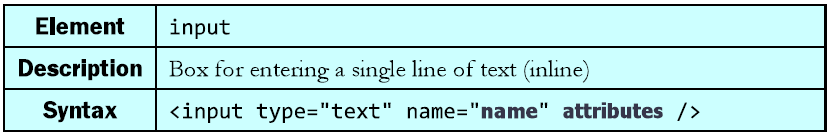 Element input
Description Box for entering a single line of text (inline)
Syntax <input type="text" name="name" attributes />